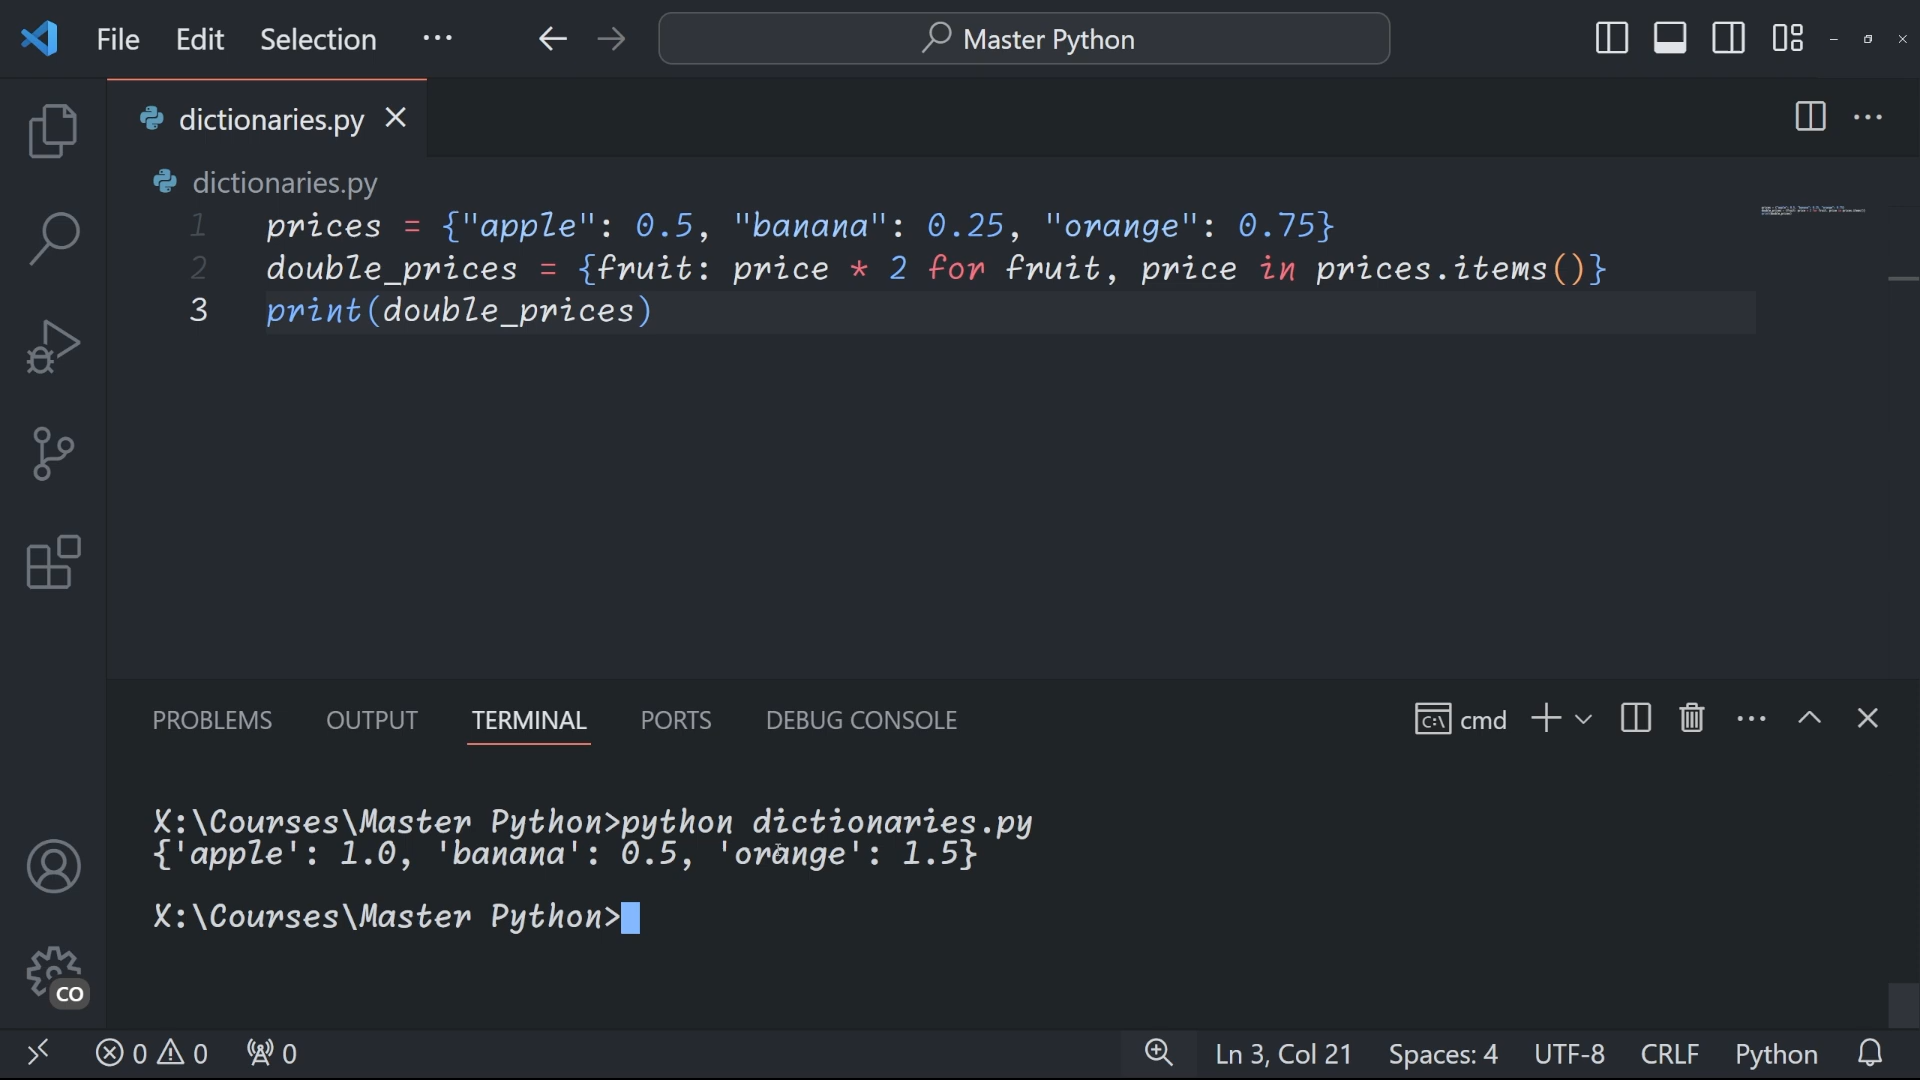 File Edit Selection ··· Master Python
dictionaries.py
dictionaries.py
1 prices = {"apple": 0.5, "banana": 0.25, "orange": 0.75}
2 double_prices = {fruit: price * 2 for fruit, price in prices.items()}
3 print(double_prices)
PROBLEMS OUTPUT TERMINAL PORTS DEBUG CONSOLE cmd
X:\Courses\Master Python>python dictionaries.py
{'apple': 1.0, 'banana': 0.5, 'orange': 1.5}
X:\Courses\Master Python>
CO
0 0 0 Ln 3, Col 21 Spaces: 4 UTF-8 CRLF Python